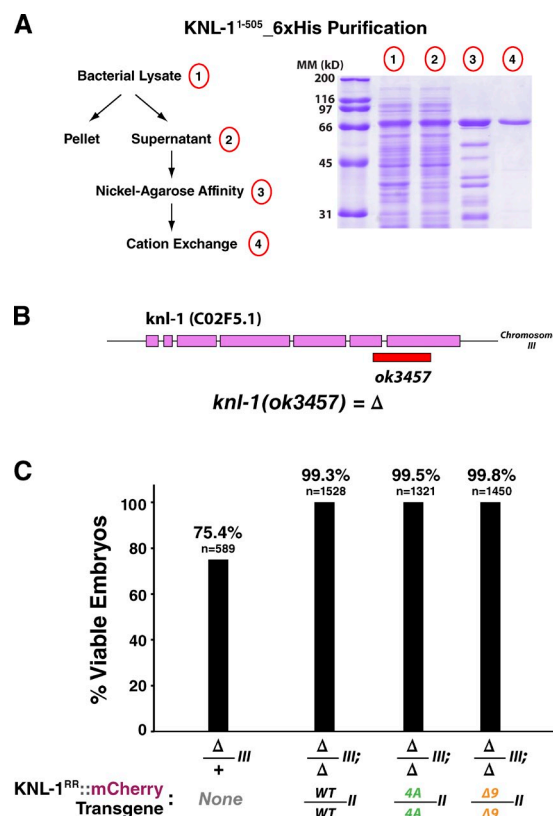 A
KNL-1¹⁻⁵⁰⁵_6xHis Purification
Bacterial Lysate 1
Pellet Supernatant 2
Nickel-Agarose Affinity 3
Cation Exchange 4
MM (kD) 1 2 3 4
200
116
97
66
45
31
B
knl-1 (C02F5.1)
Chromosome
III
ok3457
knl-1(ok3457) = Δ
C
% Viable Embryos
100
80
60
40
20
0
75.4%
n=589
99.3%
n=1528
99.5%
n=1321
99.8%
n=1450
Δ Δ Δ Δ
III III; III; III;
+ Δ Δ Δ
KNL-1ᴿᴿ::mCherry
Transgene :
None
WT 4A Δ9
II II II
WT 4A Δ9